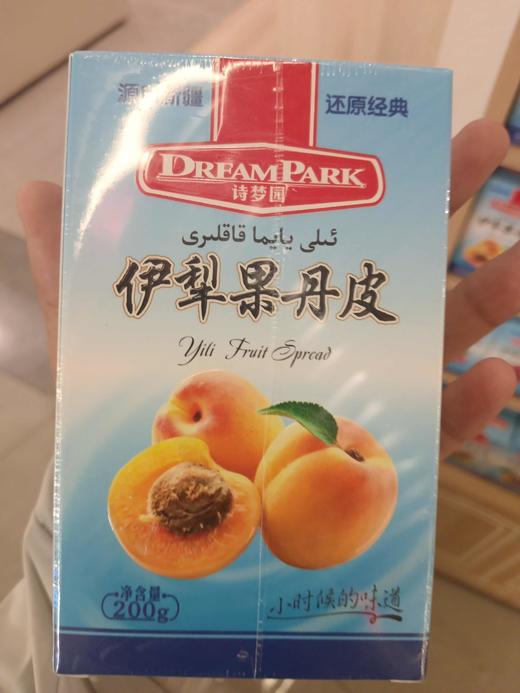 源自新疆
还原经典
DREAMPARK
诗梦园
ئىلى يايما قاقلىرى
伊犁果丹皮
Yili Fruit Spread
净含量
200g
小时候的味道